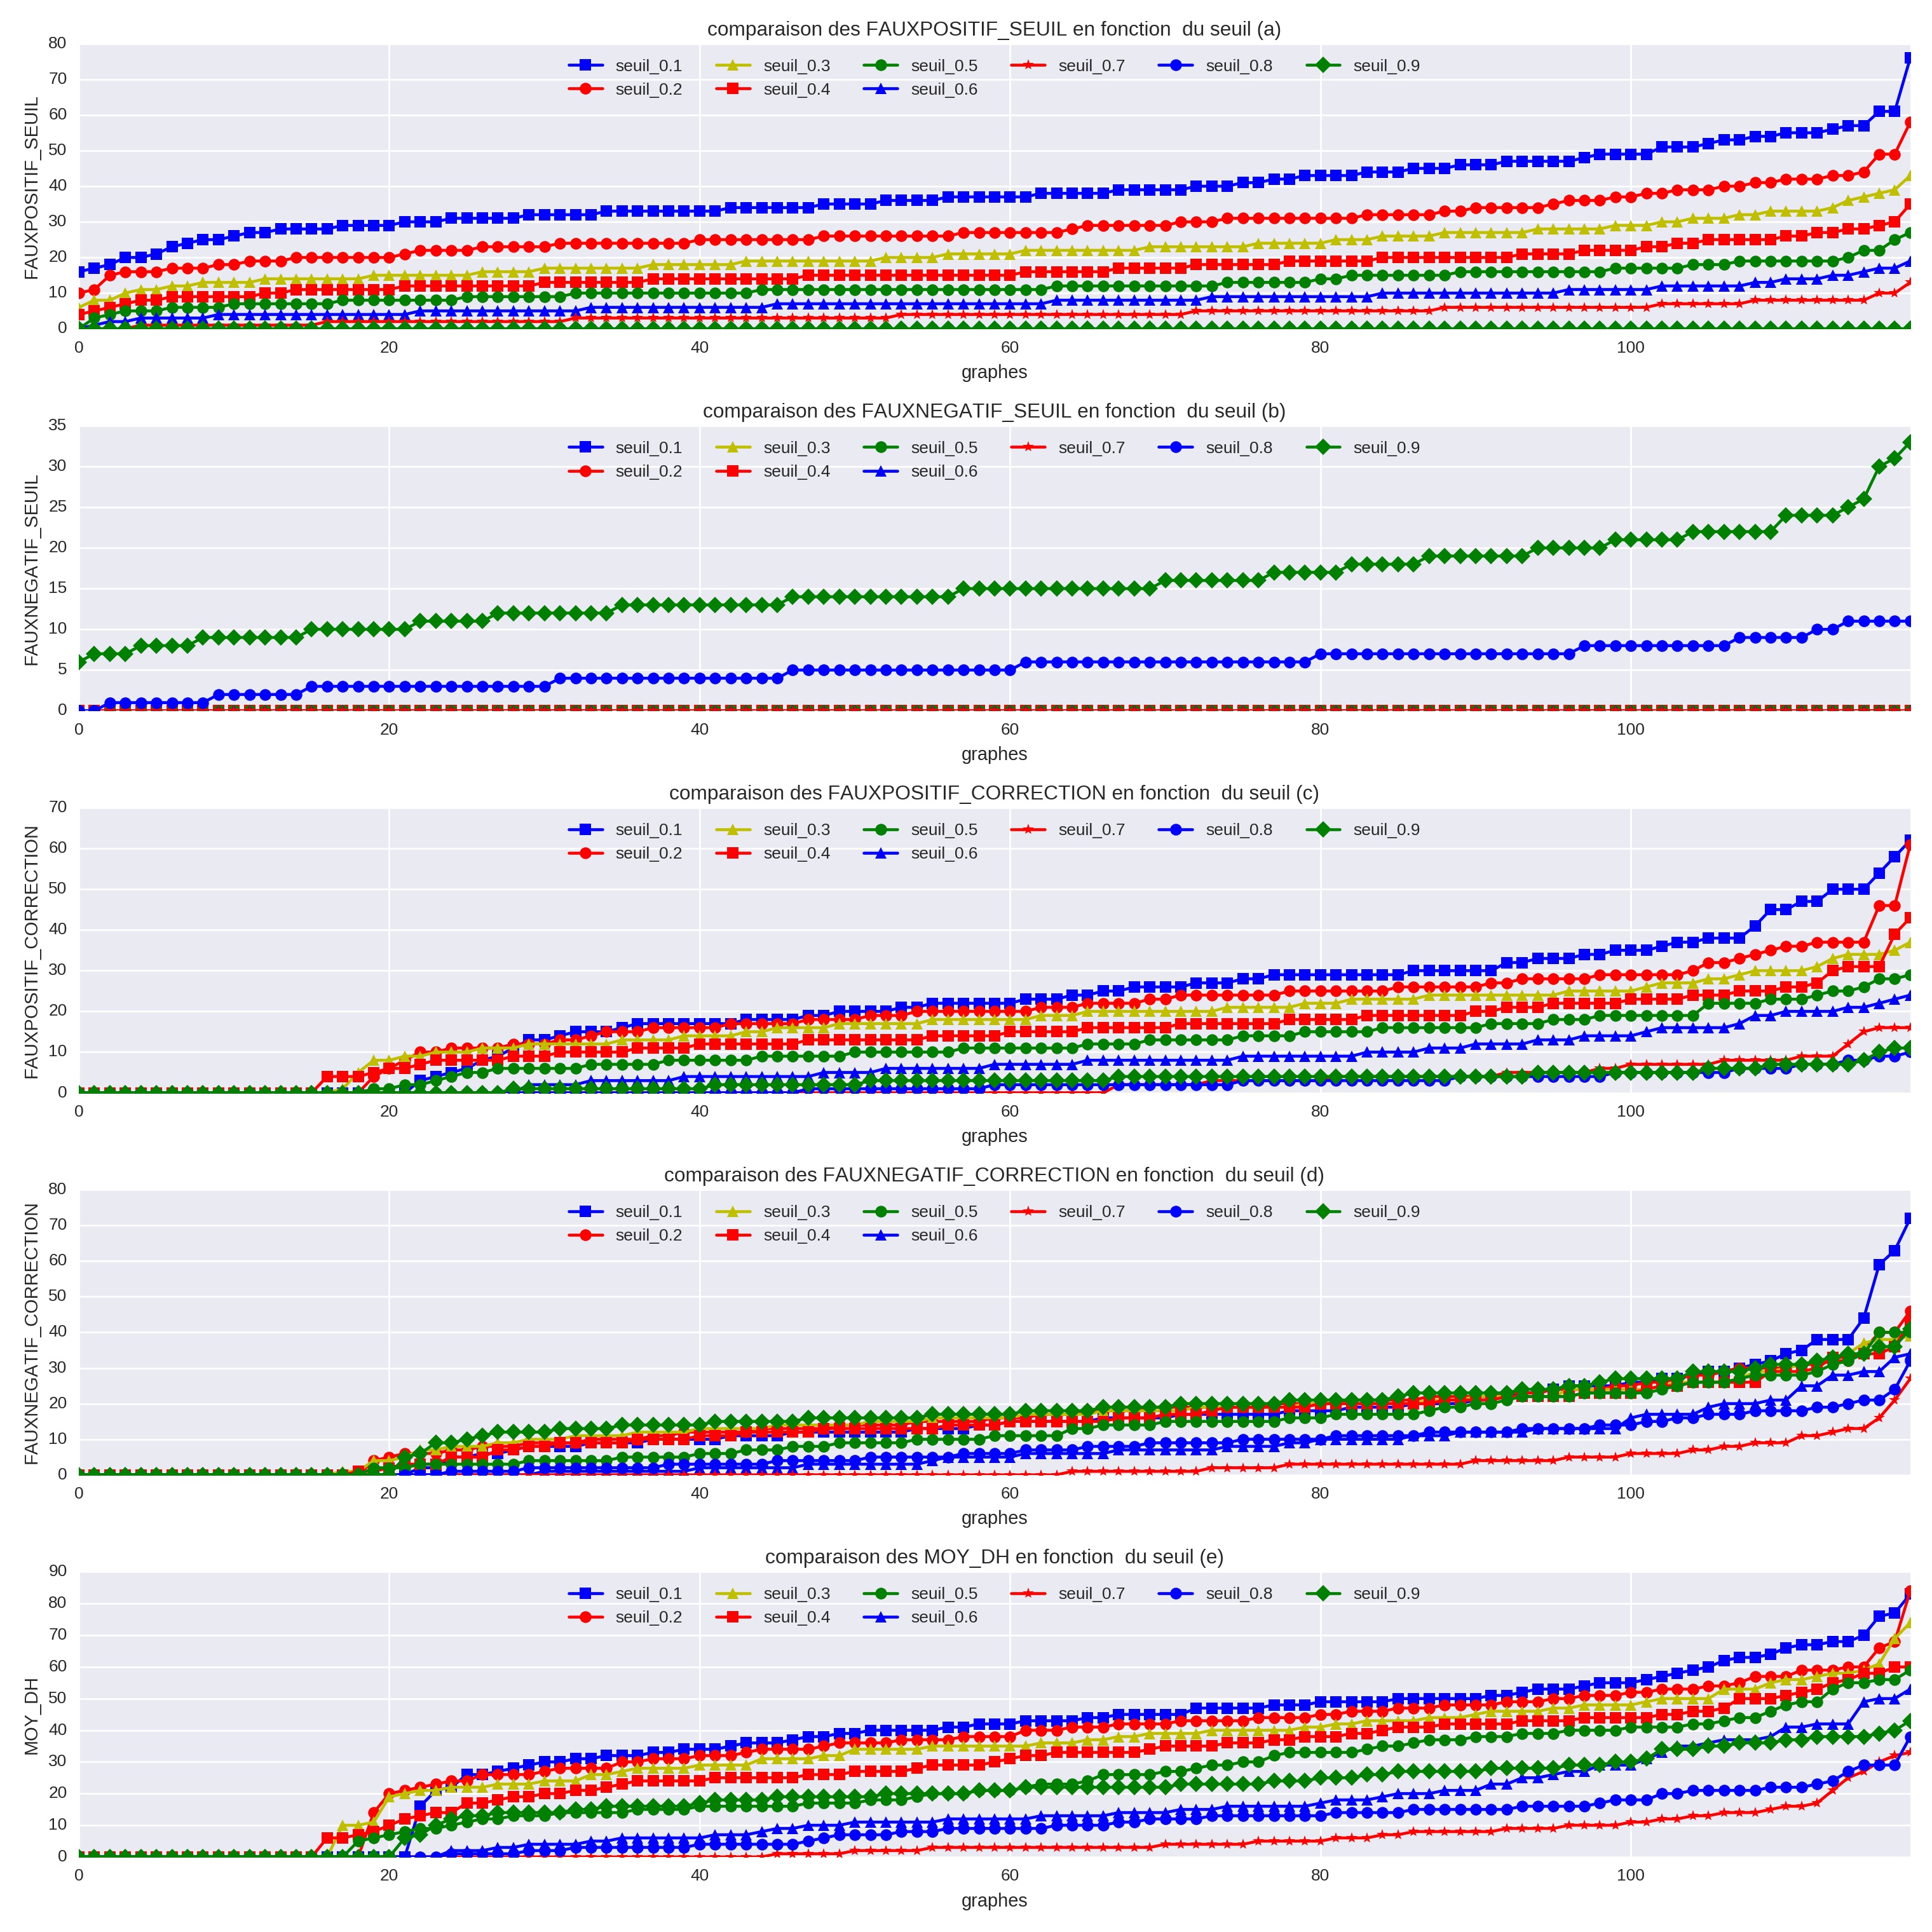 comparaison des FAUXPOSITIF_SEUIL en fonction  du seuil (a)
seuil_0.1 seuil_0.3 seuil_0.5 seuil_0.7 seuil_0.8 seuil_0.9
seuil_0.2 seuil_0.4 seuil_0.6
FAUXPOSITIF_SEUIL
80
70
60
50
40
30
20
10
0
0 20 40 60 80 100
graphes
comparaison des FAUXNEGATIF_SEUIL en fonction  du seuil (b)
seuil_0.1 seuil_0.3 seuil_0.5 seuil_0.7 seuil_0.8 seuil_0.9
seuil_0.2 seuil_0.4 seuil_0.6
FAUXNEGATIF_SEUIL
35
30
25
20
15
10
5
0
0 20 40 60 80 100
graphes
comparaison des FAUXPOSITIF_CORRECTION en fonction  du seuil (c)
seuil_0.1 seuil_0.3 seuil_0.5 seuil_0.7 seuil_0.8 seuil_0.9
seuil_0.2 seuil_0.4 seuil_0.6
FAUXPOSITIF_CORRECTION
70
60
50
40
30
20
10
0
0 20 40 60 80 100
graphes
comparaison des FAUXNEGATIF_CORRECTION en fonction  du seuil (d)
seuil_0.1 seuil_0.3 seuil_0.5 seuil_0.7 seuil_0.8 seuil_0.9
seuil_0.2 seuil_0.4 seuil_0.6
FAUXNEGATIF_CORRECTION
80
70
60
50
40
30
20
10
0
0 20 40 60 80 100
graphes
comparaison des MOY_DH en fonction  du seuil (e)
seuil_0.1 seuil_0.3 seuil_0.5 seuil_0.7 seuil_0.8 seuil_0.9
seuil_0.2 seuil_0.4 seuil_0.6
MOY_DH
90
80
70
60
50
40
30
20
10
0
0 20 40 60 80 100
graphes